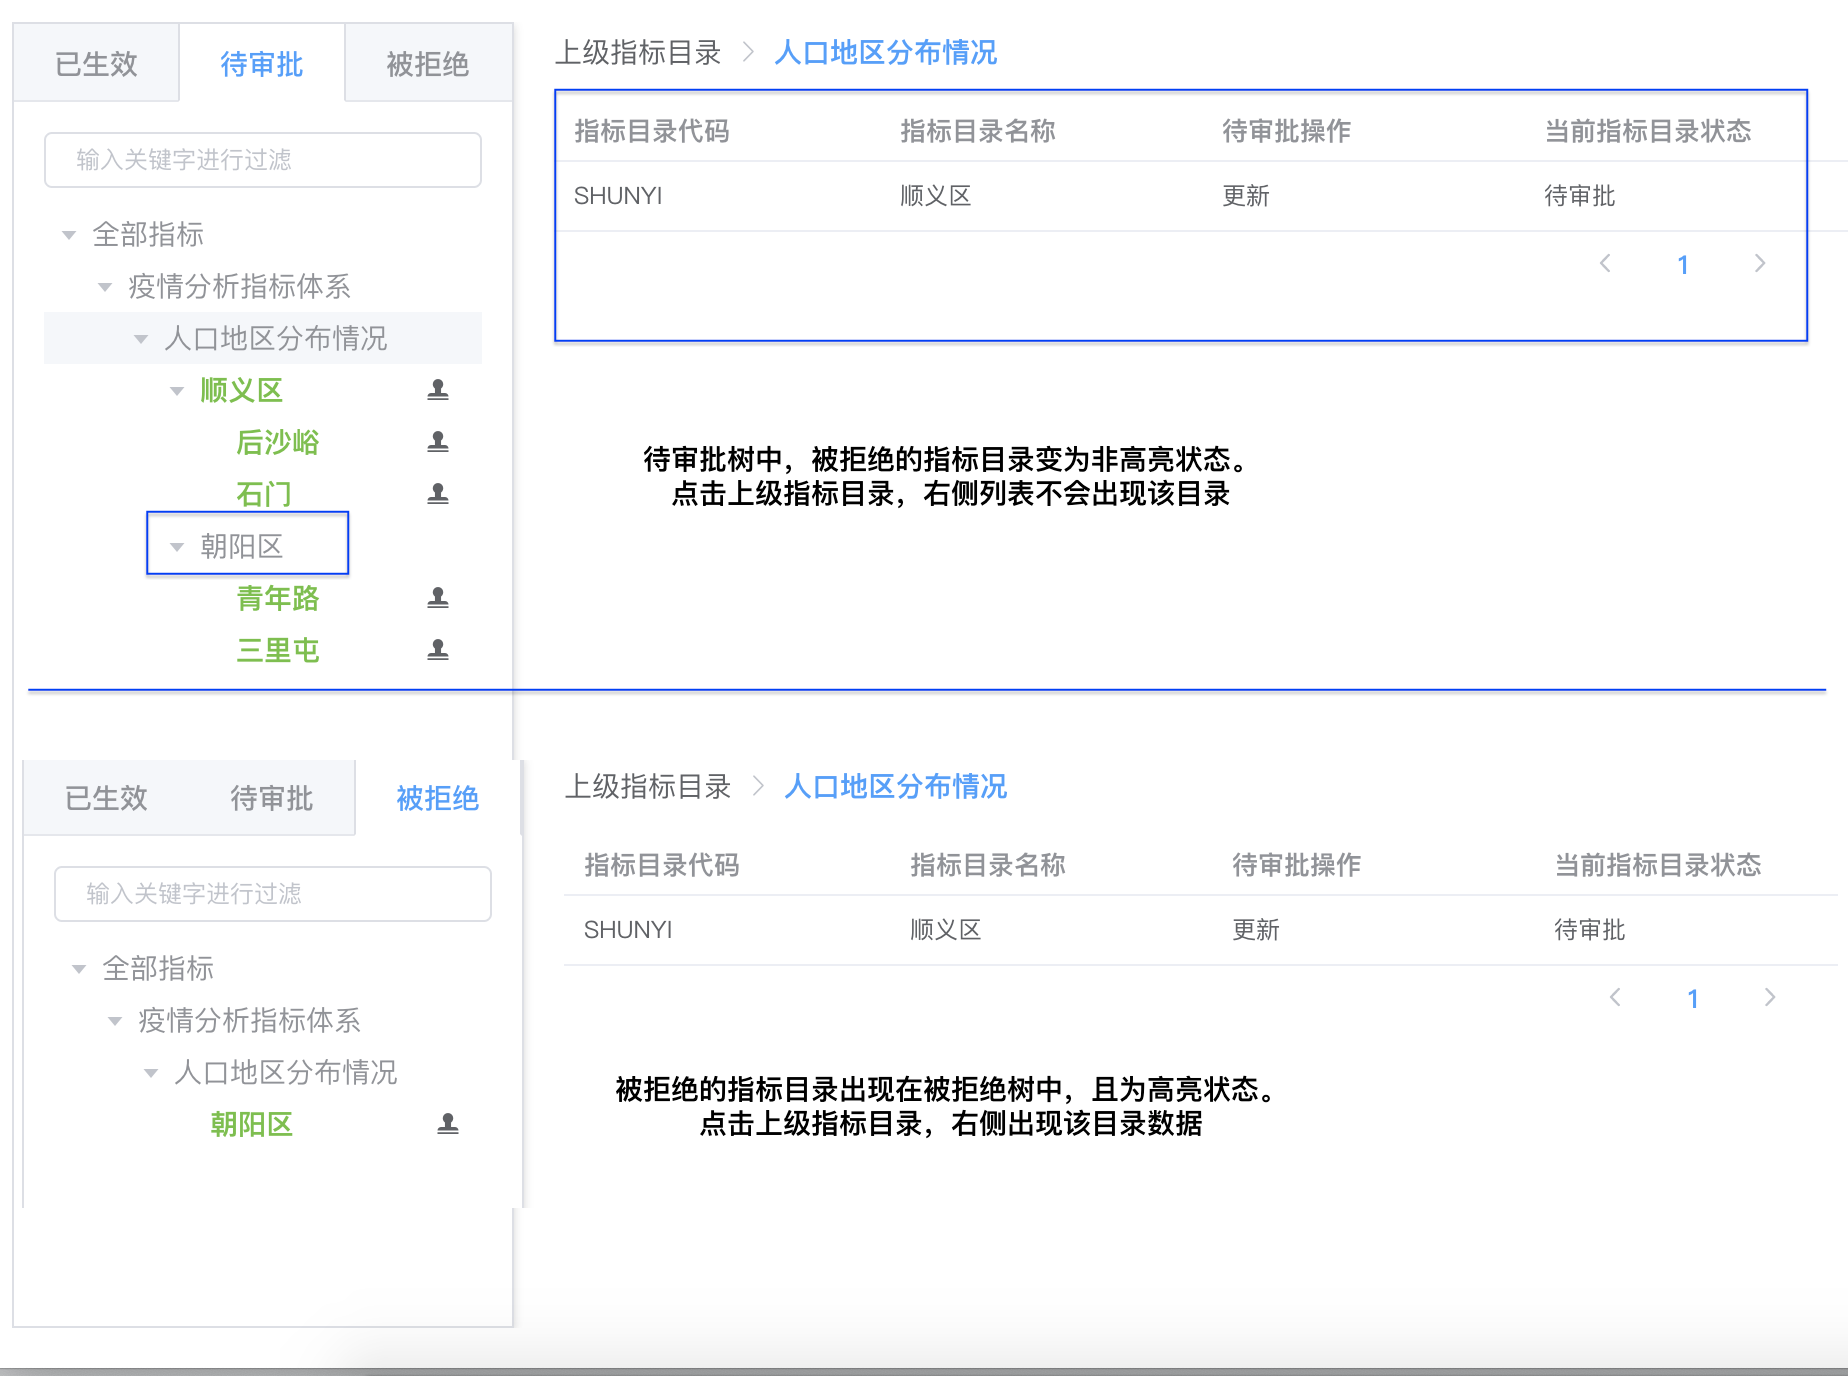 已生效 待审批 被拒绝
输入关键字进行过滤
全部指标
疫情分析指标体系
人口地区分布情况
顺义区
后沙峪
石门
朝阳区
青年路
三里屯
上级指标目录 > 人口地区分布情况
指标目录代码 指标目录名称 待审批操作 当前指标目录状态
SHUNYI 顺义区 更新 待审批
< 1 >
待审批树中，被拒绝的指标目录变为非高亮状态。
点击上级指标目录，右侧列表不会出现该目录
已生效 待审批 被拒绝
输入关键字进行过滤
全部指标
疫情分析指标体系
人口地区分布情况
朝阳区
上级指标目录 > 人口地区分布情况
指标目录代码 指标目录名称 待审批操作 当前指标目录状态
SHUNYI 顺义区 更新 待审批
< 1 >
被拒绝的指标目录出现在被拒绝树中，且为高亮状态。
点击上级指标目录，右侧出现该目录数据